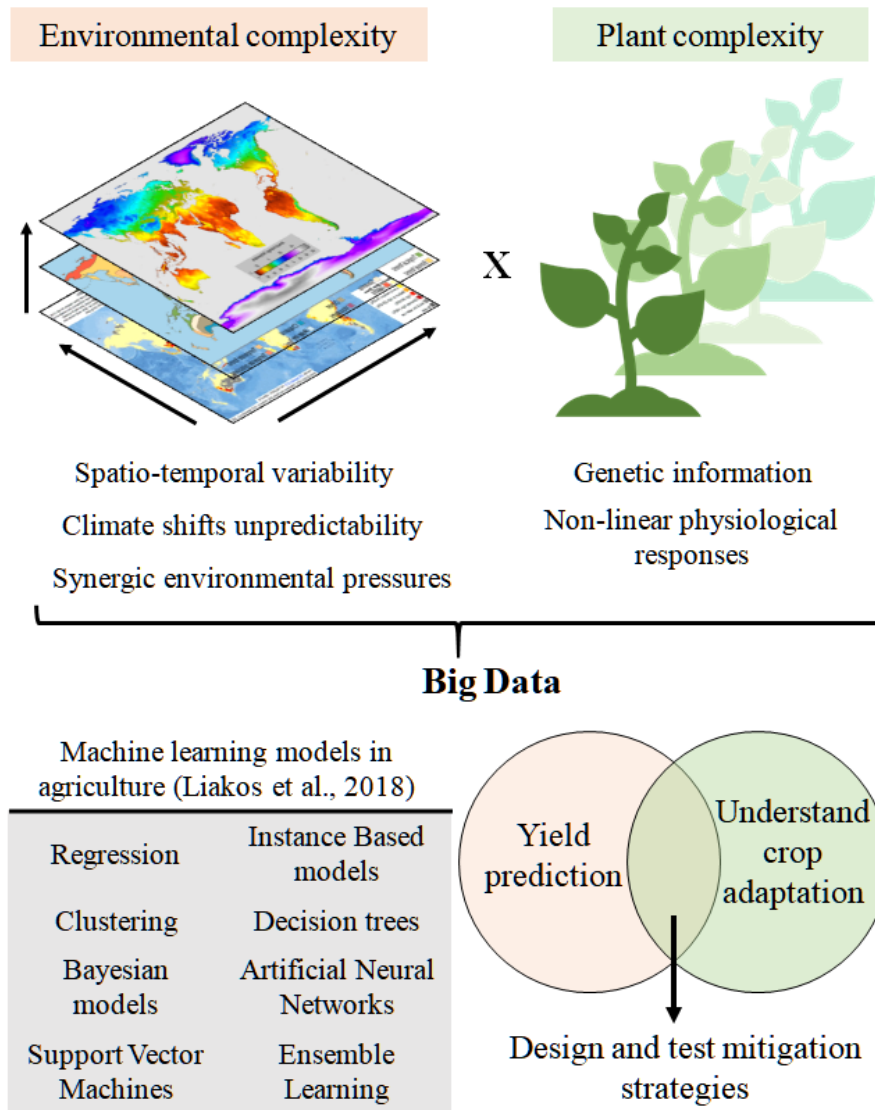 Environmental complexity
Plant complexity
X
Spatio-temporal variability
Climate shifts unpredictability
Synergic environmental pressures
Genetic information
Non-linear physiological
responses
Big Data
Machine learning models in
agriculture (Liakos et al., 2018)
Regression
Instance Based
models
Clustering
Decision trees
Bayesian
models
Artificial Neural
Networks
Support Vector
Machines
Ensemble
Learning
Yield
prediction
Understand
crop
adaptation
Design and test mitigation
strategies